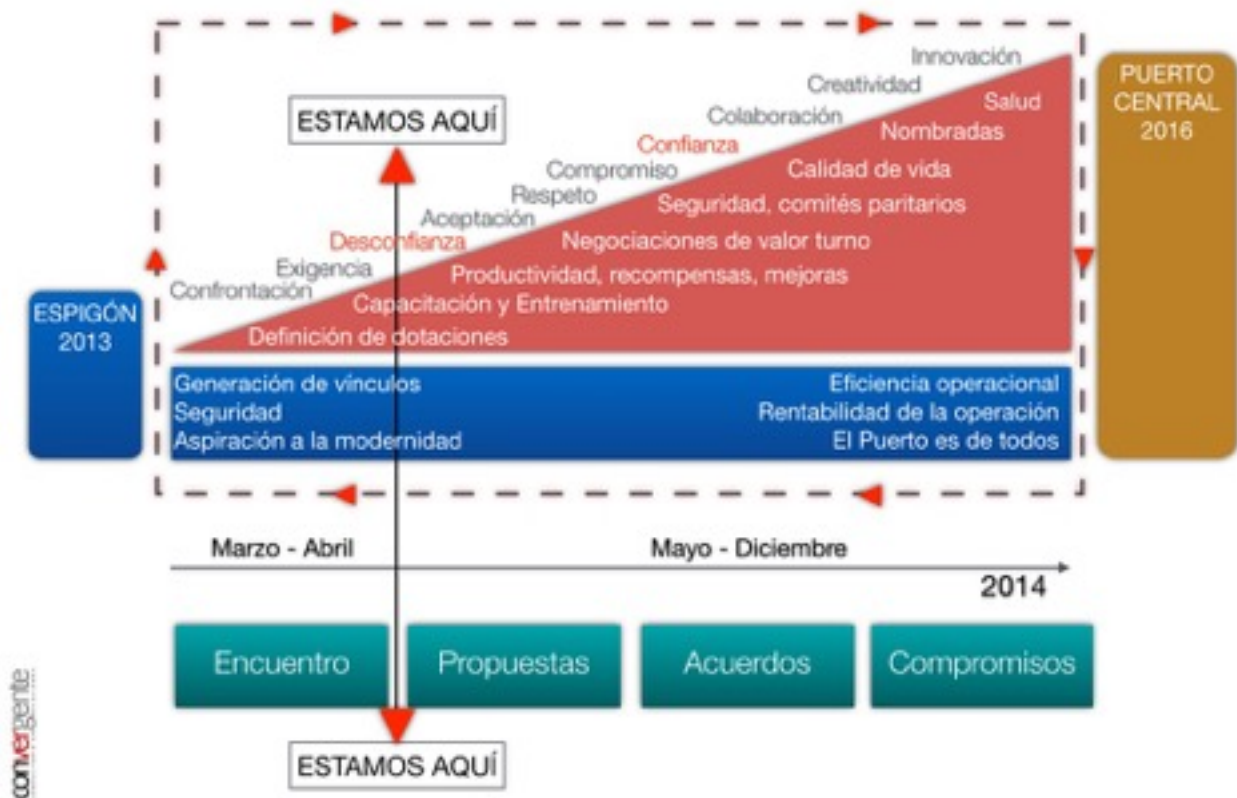 Innovación
Creatividad
Colaboración
Confianza
Compromiso
Respeto
Aceptación
Desconfianza
Exigencia
Confrontación
ESTAMOS AQUÍ
PUERTO
CENTRAL
2016
Salud
Nombradas
Calidad de vida
Seguridad, comités paritarios
Negociaciones de valor turno
Productividad, recompensas, mejoras
Capacitación y Entrenamiento
Definición de dotaciones
ESPIGÓN
2013
Generación de vínculos
Seguridad
Aspiración a la modernidad
Eficiencia operacional
Rentabilidad de la operación
El Puerto es de todos
Marzo - Abril
Mayo - Diciembre
2014
Encuentro
Propuestas
Acuerdos
Compromisos
ESTAMOS AQUÍ
convergente